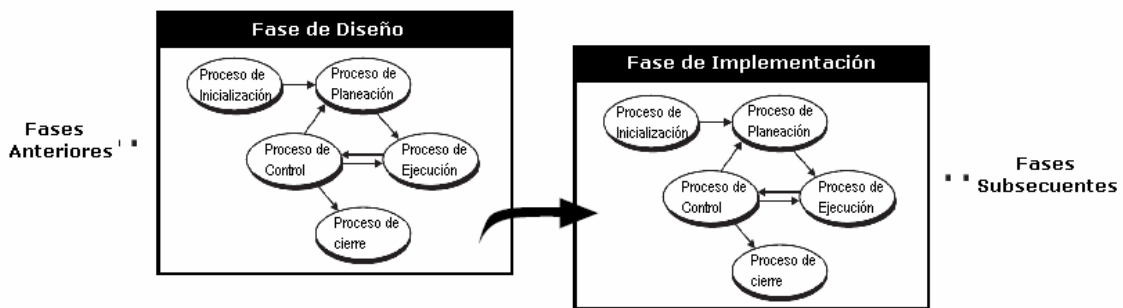 Fases
Anteriores
Fase de Diseño
Proceso de
Inicialización
Proceso de
Planeación
Proceso de
Control
Proceso de
Ejecución
Proceso de
cierre
Fase de Implementación
Proceso de
Inicialización
Proceso de
Planeación
Proceso de
Control
Proceso de
Ejecución
Proceso de
cierre
Fases
Subsecuentes